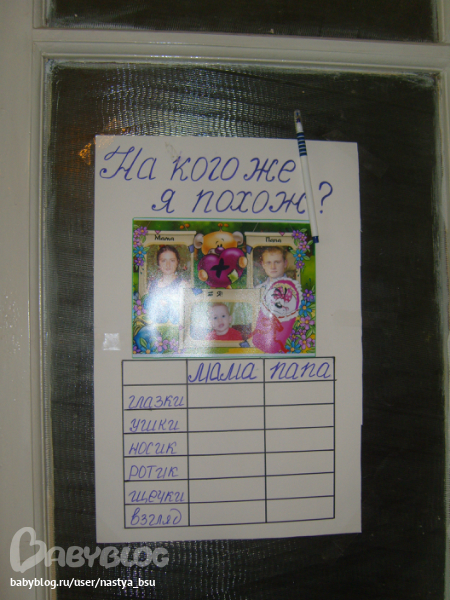 На кого же
я похож?
Мама
Папа
Я
мама папа
глазки
ушки
носик
ротик
щечки
взгляд
BABYBLOG
babyblog.ru/user/nastya_bsu